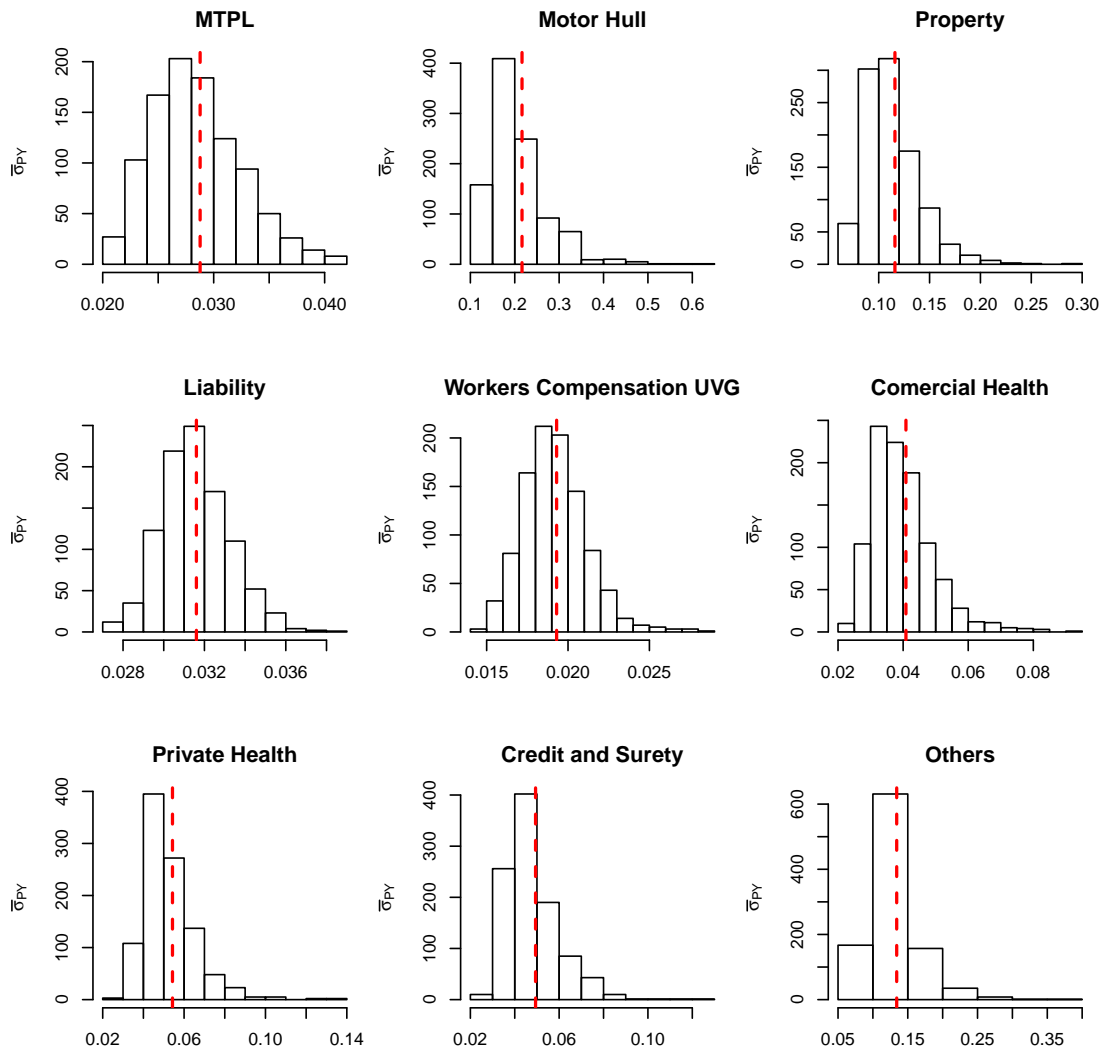 MTPL
σ̅PY
0 50 100 150 200
0.020 0.030 0.040
Motor Hull
σ̅PY
0 100 200 300 400
0.1 0.2 0.3 0.4 0.5 0.6
Property
σ̅PY
0 50 150 250
0.10 0.15 0.20 0.25 0.30
Liability
σ̅PY
0 50 100 200
0.028 0.032 0.036
Workers Compensation UVG
σ̅PY
0 50 100 150 200
0.015 0.020 0.025
Comercial Health
σ̅PY
0 50 100 200
0.02 0.04 0.06 0.08
Private Health
σ̅PY
0 100 200 300 400
0.02 0.06 0.10 0.14
Credit and Surety
σ̅PY
0 100 200 300 400
0.02 0.06 0.10
Others
σ̅PY
0 200 400 600
0.05 0.15 0.25 0.35